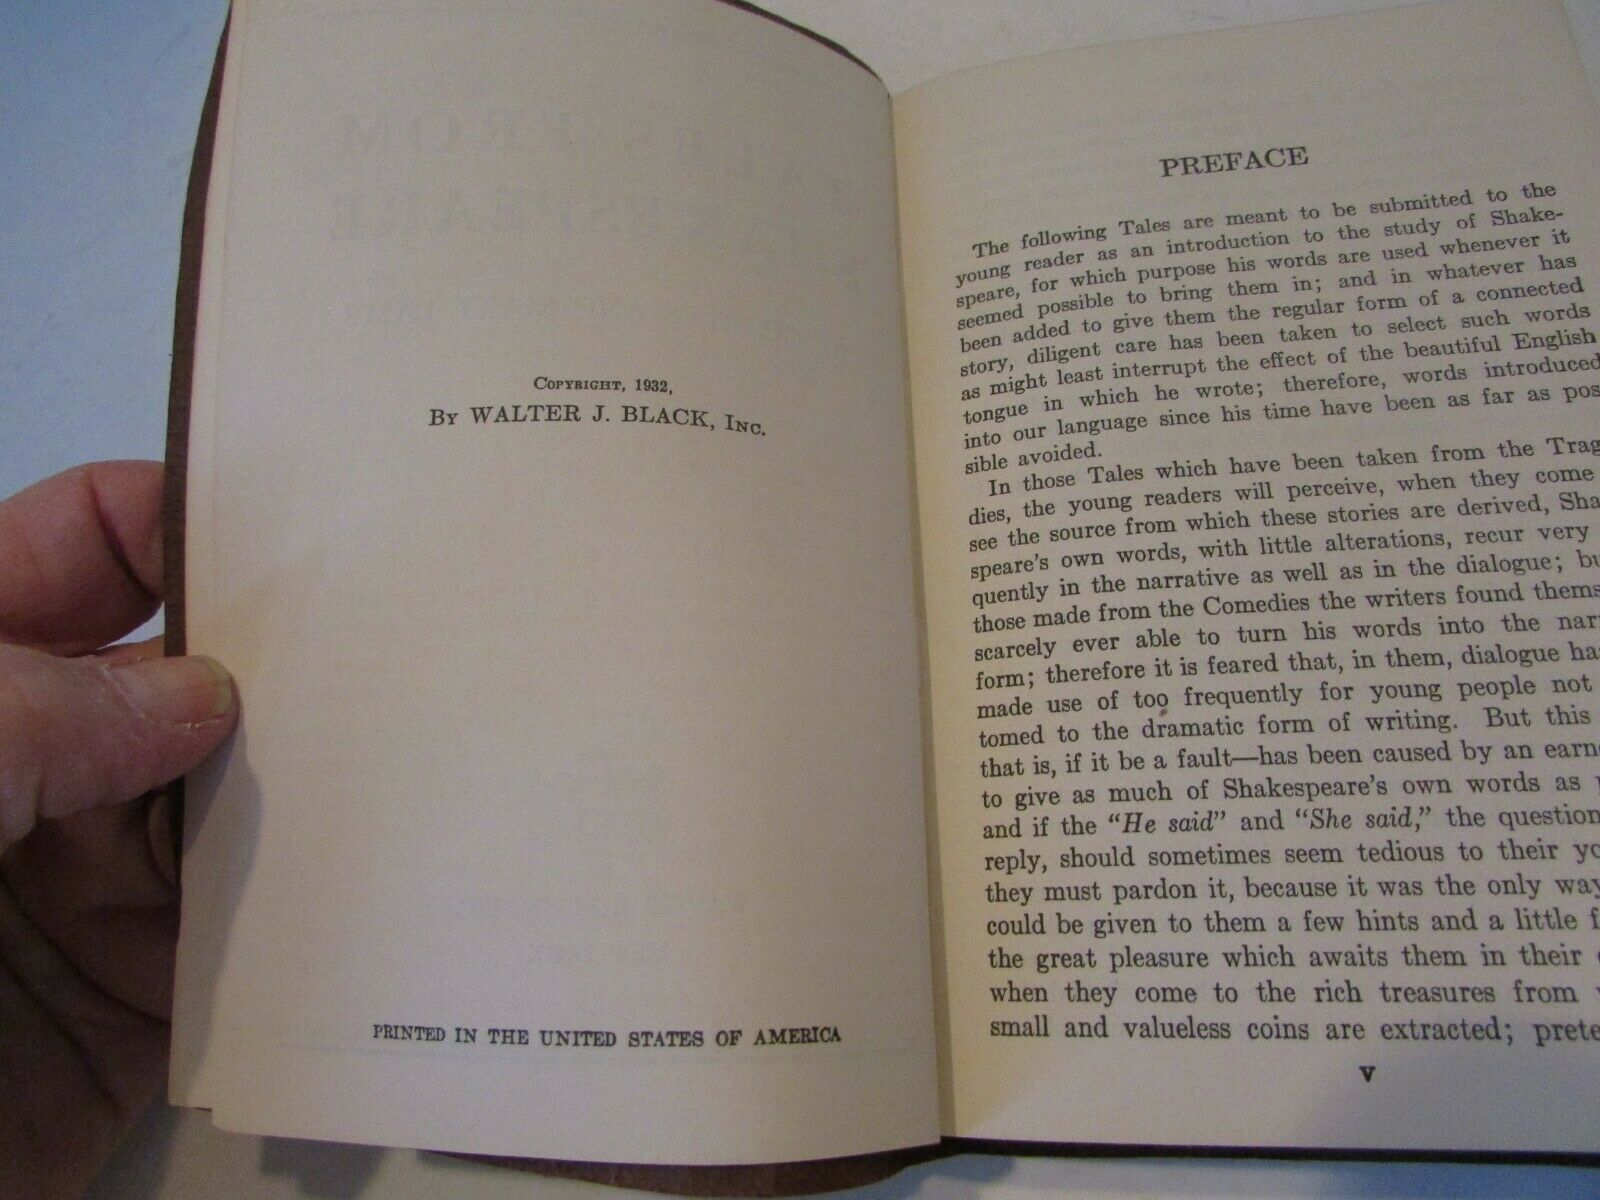 COPYRIGHT, 1932,
BY WALTER J. BLACK, INC.
PRINTED IN THE UNITED STATES OF AMERICA
PREFACE
The following Tales are meant to be submitted to the
young reader as an introduction to the study of Shake-
speare, for which purpose his words are used whenever it
seemed possible to bring them in; and in whatever has
been added to give them the regular form of a connected
story, diligent care has been taken to select such words
as might least interrupt the effect of the beautiful English
tongue in which he wrote; therefore, words introduced
into our language since his time have been as far as pos
sible avoided.
In those Tales which have been taken from the Trag
dies, the young readers will perceive, when they come
see the source from which these stories are derived, Sha
speare's own words, with little alterations, recur very
quently in the narrative as well as in the dialogue; bu
those made from the Comedies the writers found thems
scarcely ever able to turn his words into the narr
form; therefore it is feared that, in them, dialogue ha
made use of too frequently for young people not
tomed to the dramatic form of writing. But this
that is, if it be a fault—has been caused by an earn
to give as much of Shakespeare's own words as
and if the "He said" and "She said," the question
reply, should sometimes seem tedious to their yo
they must pardon it, because it was the only way
could be given to them a few hints and a little f
the great pleasure which awaits them in their
when they come to the rich treasures from
small and valueless coins are extracted; prete
V